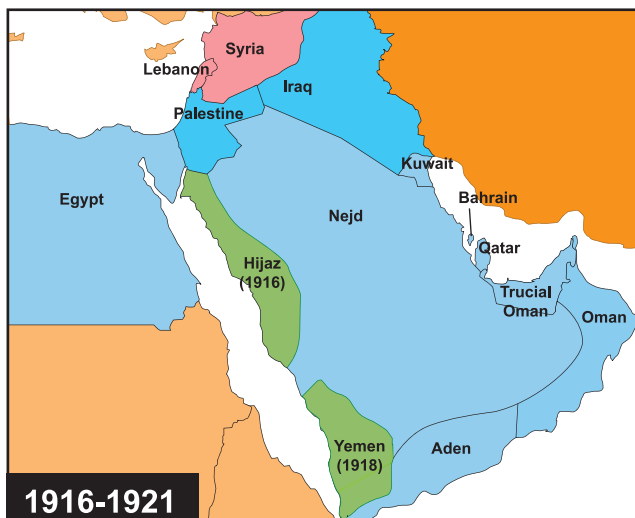 Syria
Lebanon
Iraq
Palestine
Kuwait
Egypt
Bahrain
Nejd
Qatar
Hijaz
(1916)
Trucial
Oman
Oman
Yemen
(1918)
Aden
1916-1921